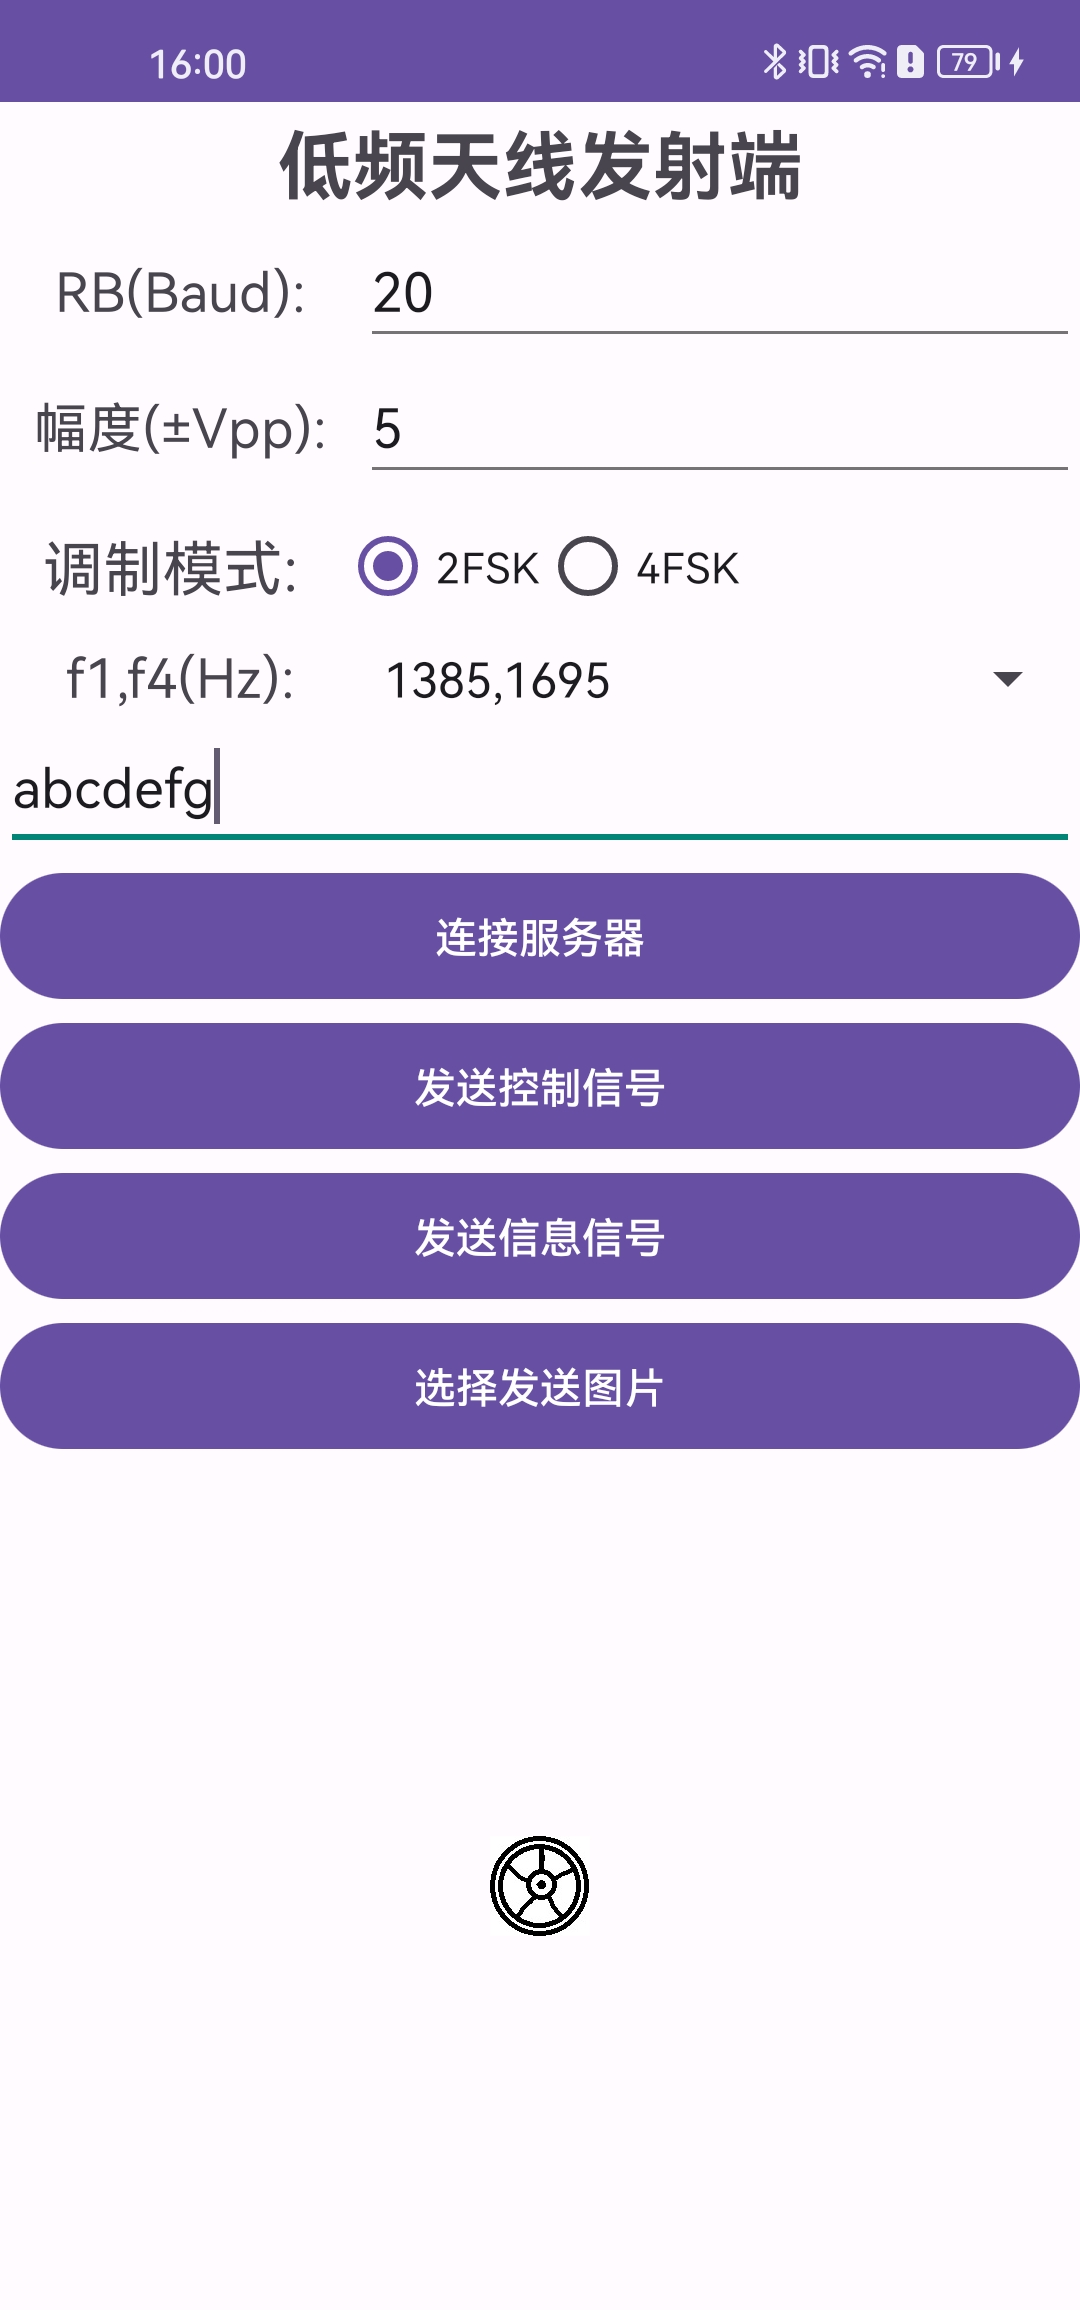 16:00
79
低频天线发射端
RB(Baud): 20
幅度(±Vpp): 5
调制模式: 2FSK 4FSK
f1,f4(Hz): 1385,1695
abcdefg
连接服务器
发送控制信号
发送信息信号
选择发送图片